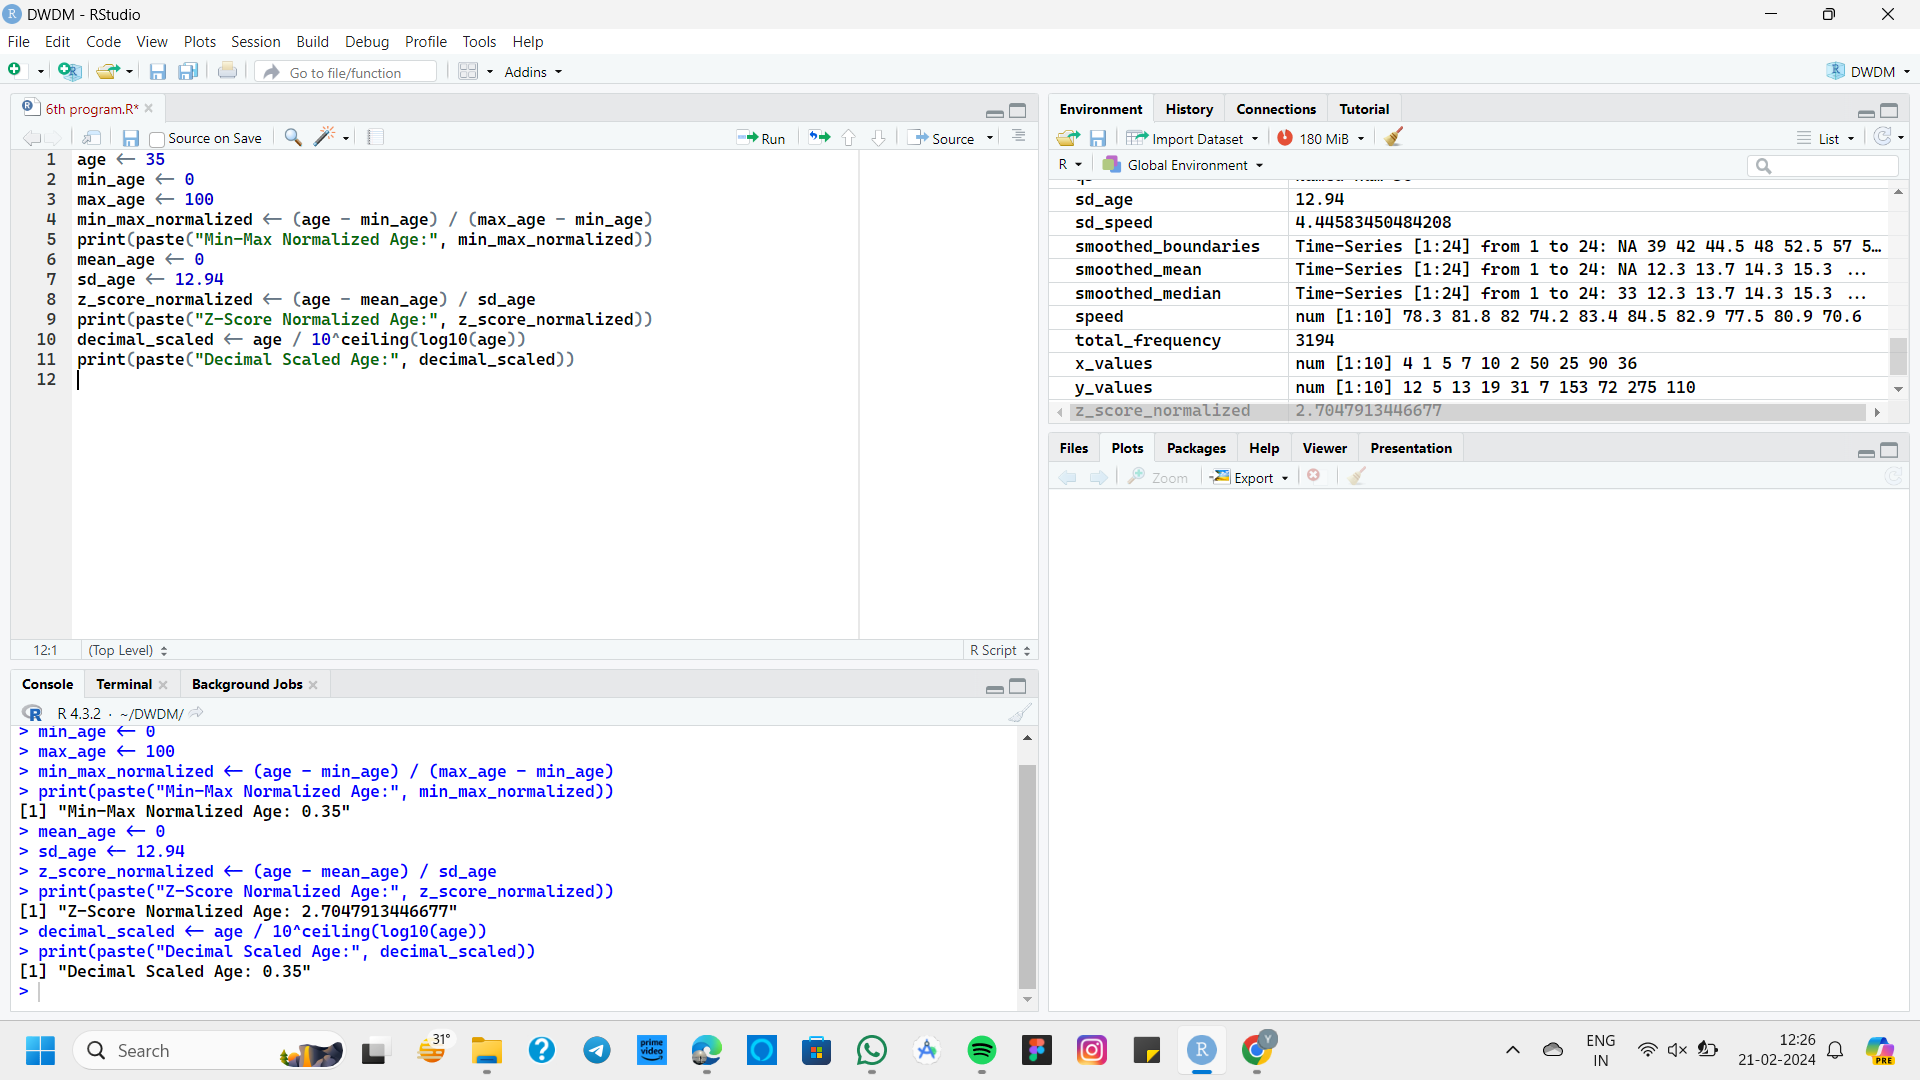 DWDM - RStudio
File Edit Code View Plots Session Build Debug Profile Tools Help
Go to file/function Addins DWDM
6th program.R*
Source on Save Run Source
1 age <- 35
2 min_age <- 0
3 max_age <- 100
4 min_max_normalized <- (age - min_age) / (max_age - min_age)
5 print(paste("Min-Max Normalized Age:", min_max_normalized))
6 mean_age <- 0
7 sd_age <- 12.94
8 z_score_normalized <- (age - mean_age) / sd_age
9 print(paste("Z-Score Normalized Age:", z_score_normalized))
10 decimal_scaled <- age / 10^ceiling(log10(age))
11 print(paste("Decimal Scaled Age:", decimal_scaled))
12
12:1 (Top Level) R Script
Console Terminal Background Jobs
R 4.3.2 · ~/DWDM/
> min_age <- 0
> max_age <- 100
> min_max_normalized <- (age - min_age) / (max_age - min_age)
> print(paste("Min-Max Normalized Age:", min_max_normalized))
[1] "Min-Max Normalized Age: 0.35"
> mean_age <- 0
> sd_age <- 12.94
> z_score_normalized <- (age - mean_age) / sd_age
> print(paste("Z-Score Normalized Age:", z_score_normalized))
[1] "Z-Score Normalized Age: 2.7047913446677"
> decimal_scaled <- age / 10^ceiling(log10(age))
> print(paste("Decimal Scaled Age:", decimal_scaled))
[1] "Decimal Scaled Age: 0.35"
>
Environment History Connections Tutorial
Import Dataset 180 MiB List
R Global Environment
sd_age 12.94
sd_speed 4.44583450484208
smoothed_boundaries Time-Series [1:24] from 1 to 24: NA 39 42 44.5 48 52.5 57 5…
smoothed_mean Time-Series [1:24] from 1 to 24: NA 12.3 13.7 14.3 15.3 ...
smoothed_median Time-Series [1:24] from 1 to 24: 33 12.3 13.7 14.3 15.3 ...
speed num [1:10] 78.3 81.8 82 74.2 83.4 84.5 82.9 77.5 80.9 70.6
total_frequency 3194
x_values num [1:10] 4 1 5 7 10 2 50 25 90 36
y_values num [1:10] 12 5 13 19 31 7 153 72 275 110
z_score_normalized 2.7047913446677
Files Plots Packages Help Viewer Presentation
Zoom Export
Search 31° prime video R Y ENG IN 12:26 21-02-2024 PRE